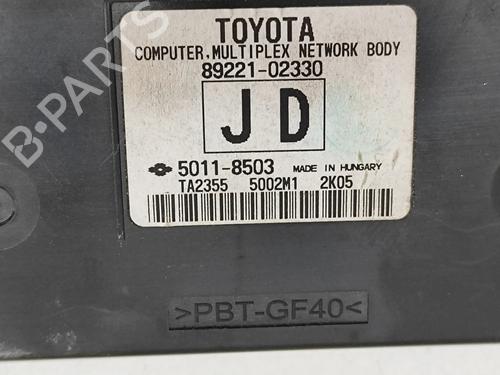 B-PARTS
TOYOTA
COMPUTER, MULTIPLEX NETWORK BODY
89221-02330
JD
5011-8503 MADE IN HUNGARY
TA2355 5002M1 2K05
>PBT-GF40<